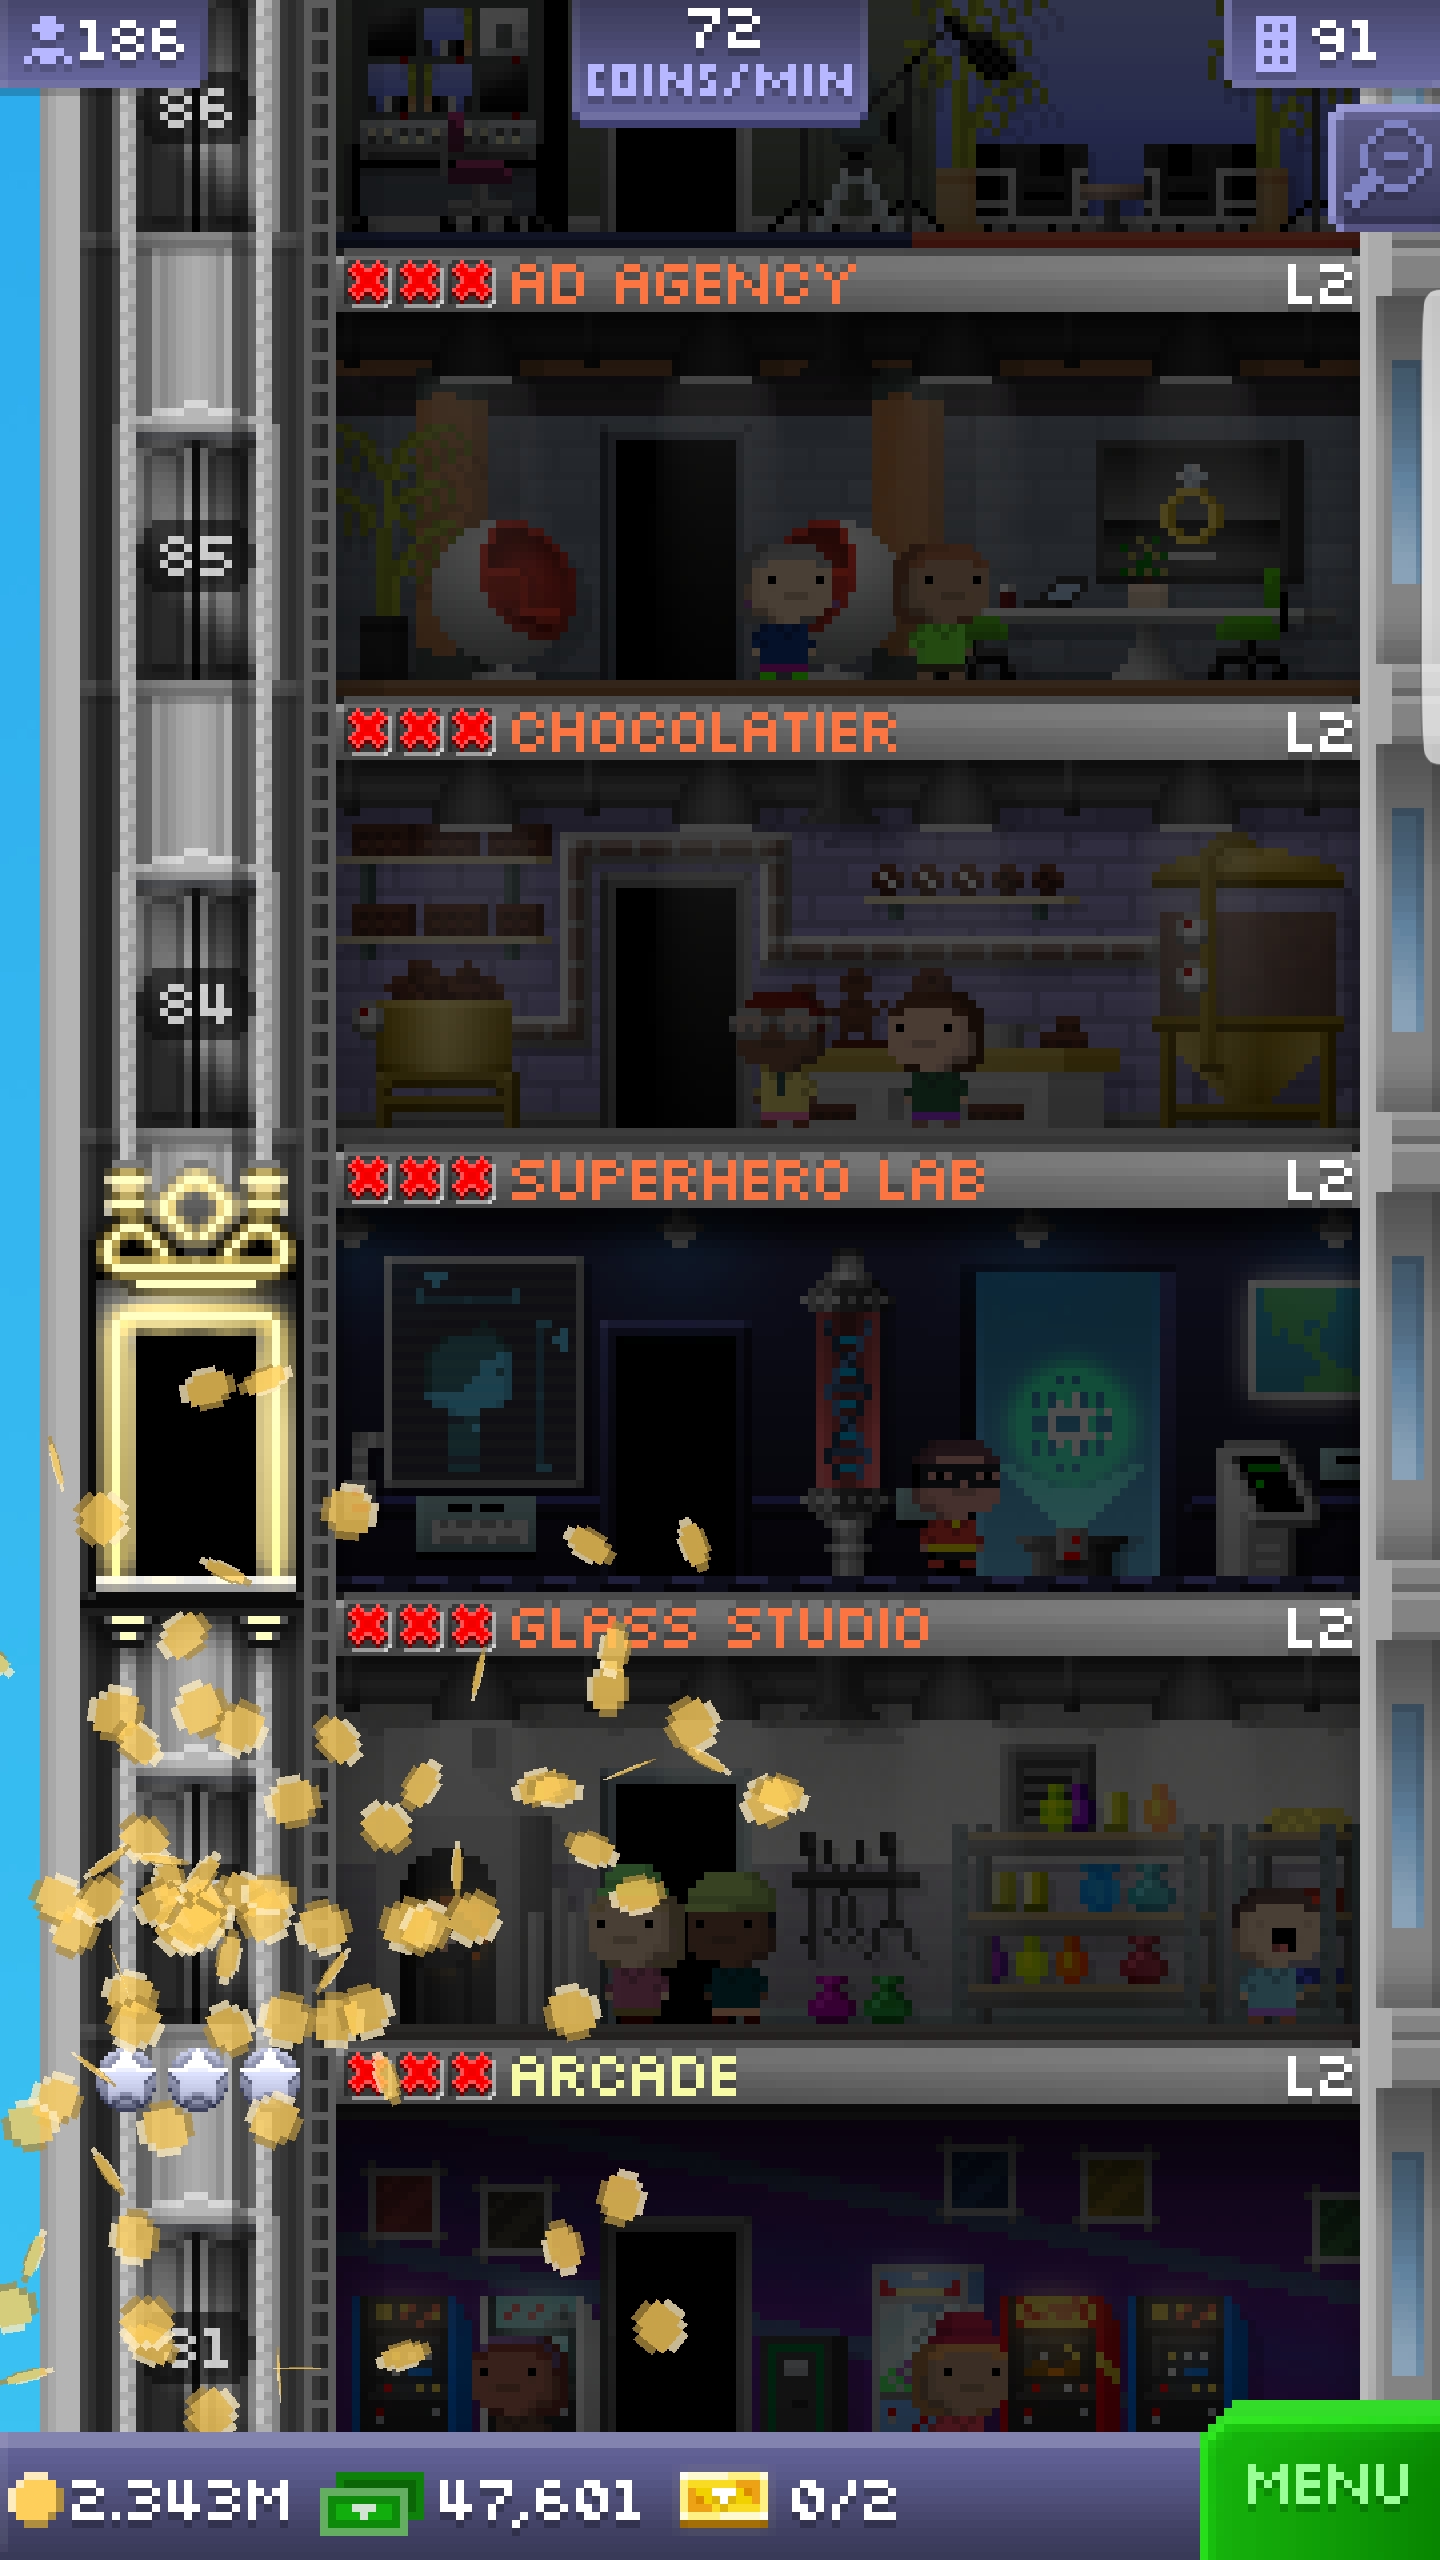 186
72
COINS/MIN
91
86
AD AGENCY L2
85
CHOCOLATIER L2
84
SUPERHERO LAB L2
GLASS STUDIO L2
ARCADE L2
81
2.343M 47,601 0/2
MENU